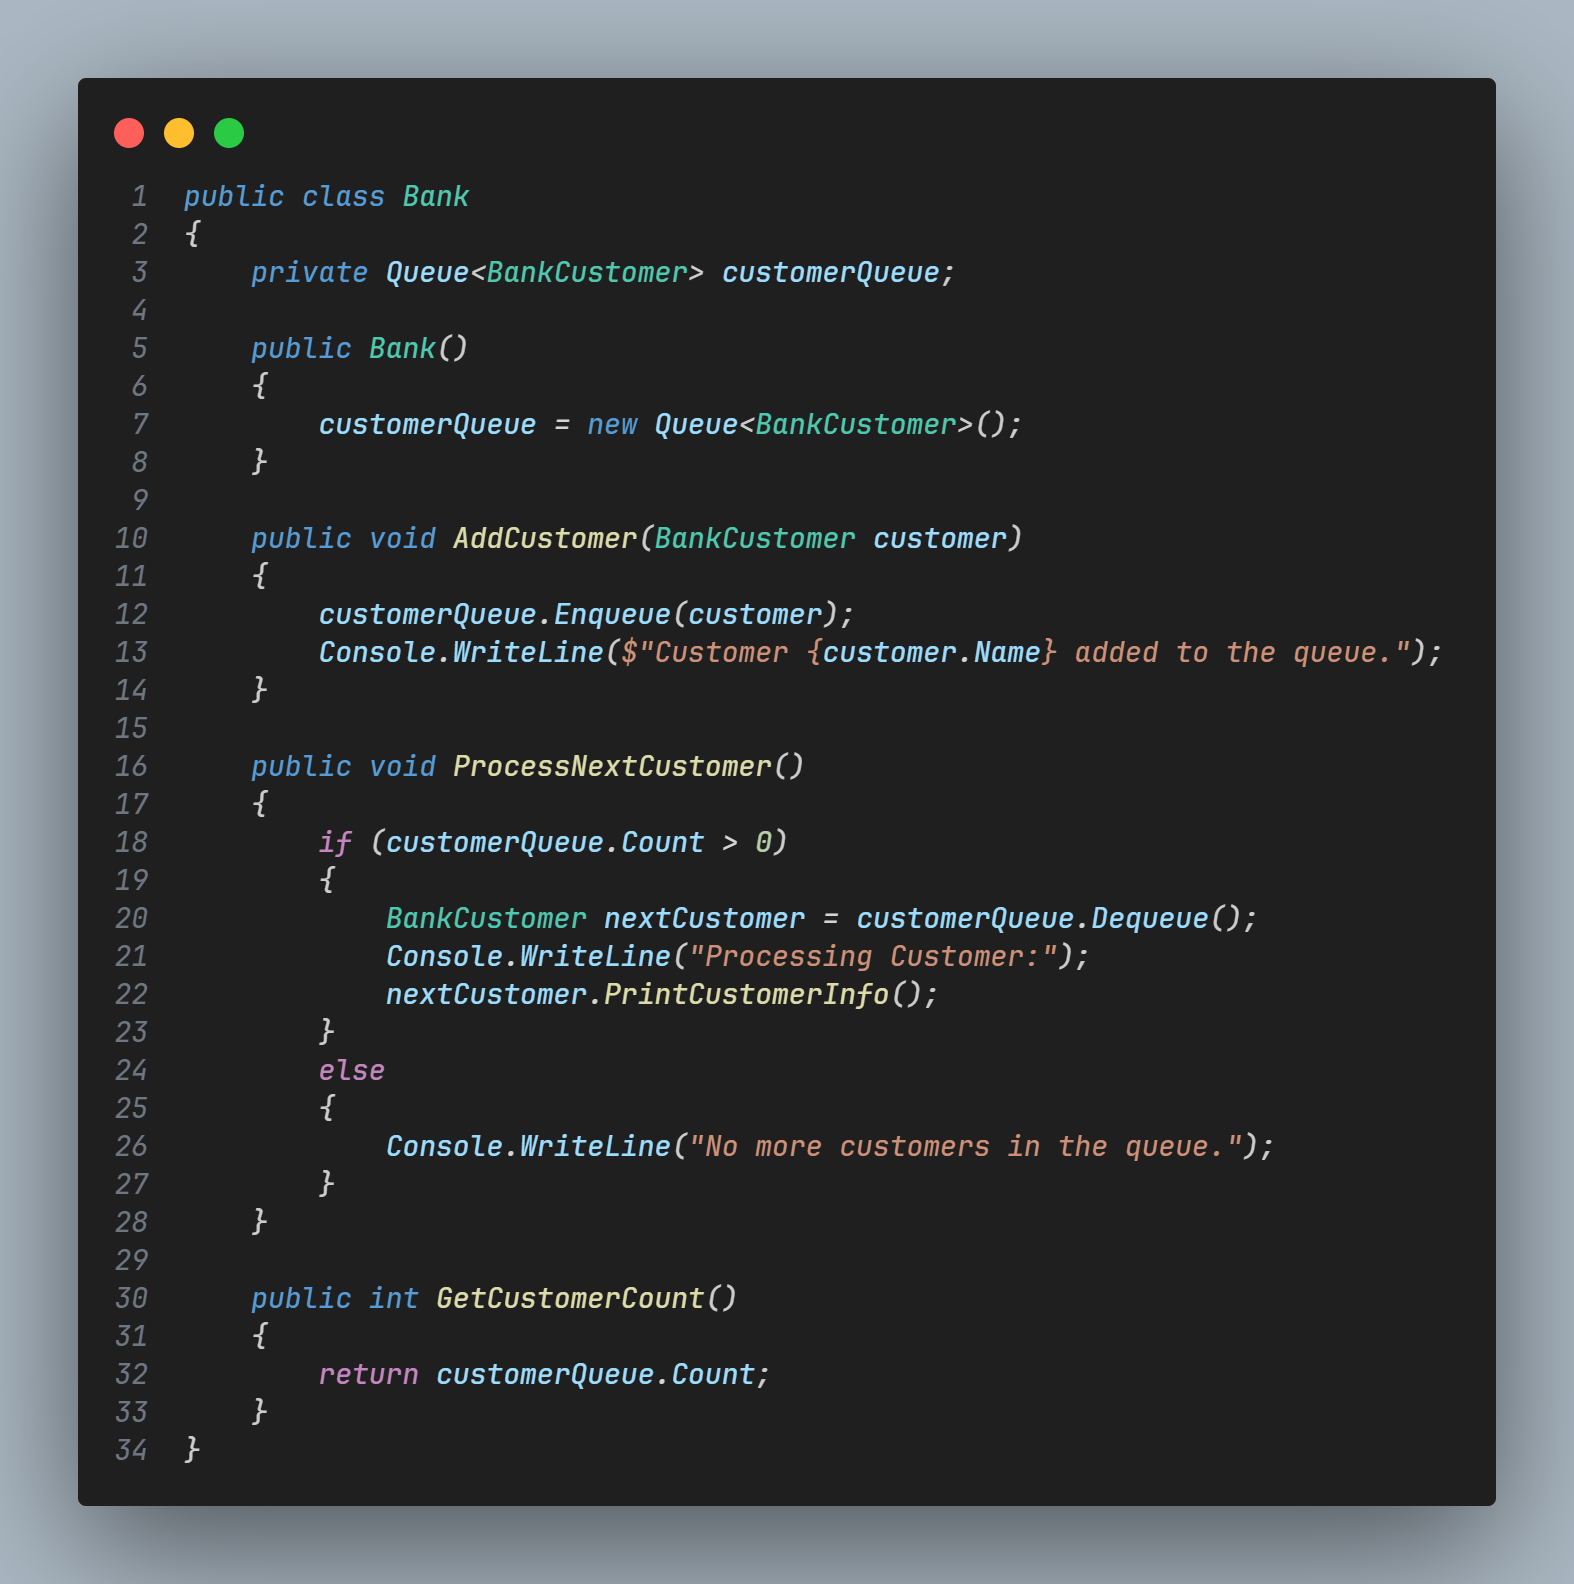 1 public class Bank
2 {
3     private Queue<BankCustomer> customerQueue;
4
5     public Bank()
6     {
7         customerQueue = new Queue<BankCustomer>();
8     }
9
10     public void AddCustomer(BankCustomer customer)
11     {
12         customerQueue.Enqueue(customer);
13         Console.WriteLine($"Customer {customer.Name} added to the queue.");
14     }
15
16     public void ProcessNextCustomer()
17     {
18         if (customerQueue.Count > 0)
19         {
20             BankCustomer nextCustomer = customerQueue.Dequeue();
21             Console.WriteLine("Processing Customer:");
22             nextCustomer.PrintCustomerInfo();
23         }
24         else
25         {
26             Console.WriteLine("No more customers in the queue.");
27         }
28     }
29
30     public int GetCustomerCount()
31     {
32         return customerQueue.Count;
33     }
34 }